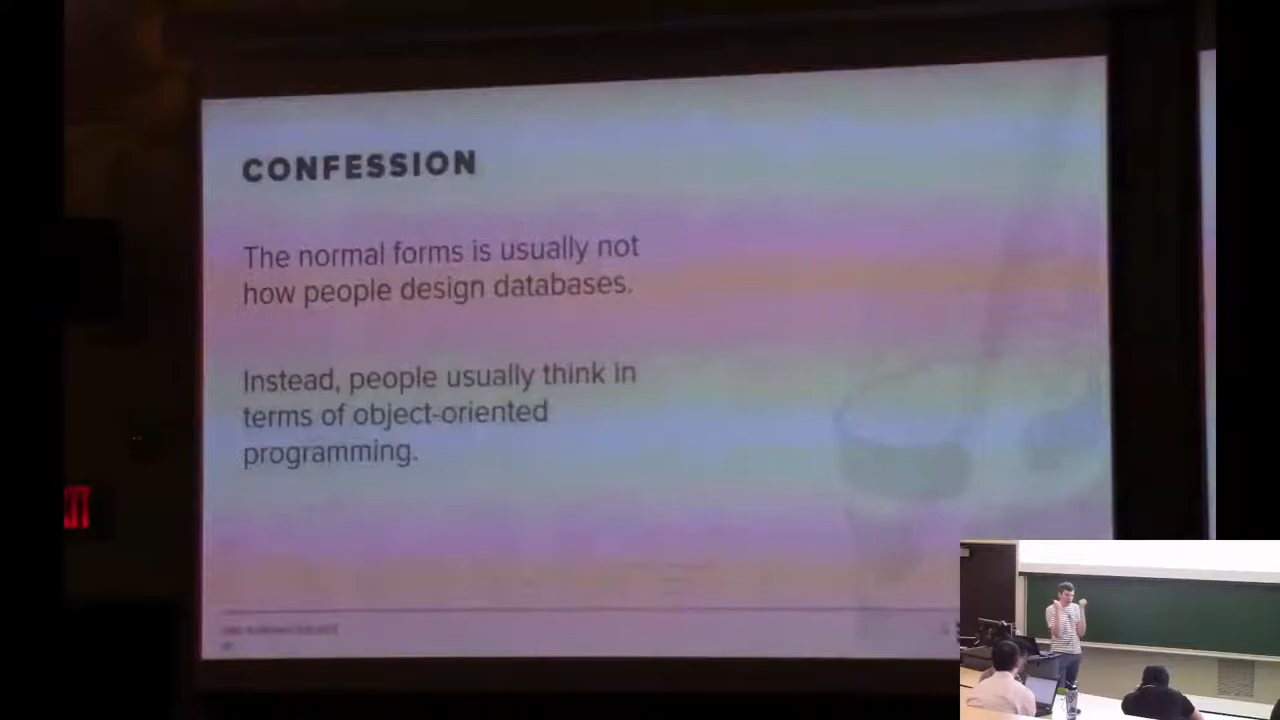 CONFESSION
The normal forms is usually not
how people design databases.
Instead, people usually think in
terms of object-oriented
programming.